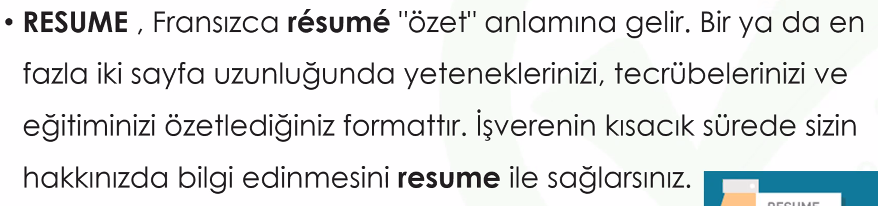 • RESUME , Fransızca résumé "özet" anlamına gelir. Bir ya da en
fazla iki sayfa uzunluğunda yeteneklerinizi, tecrübelerinizi ve
eğitiminizi özetlediğiniz formattır. İşverenin kısacık sürede sizin
hakkınızda bilgi edinmesini resume ile sağlarsınız.
RESUME